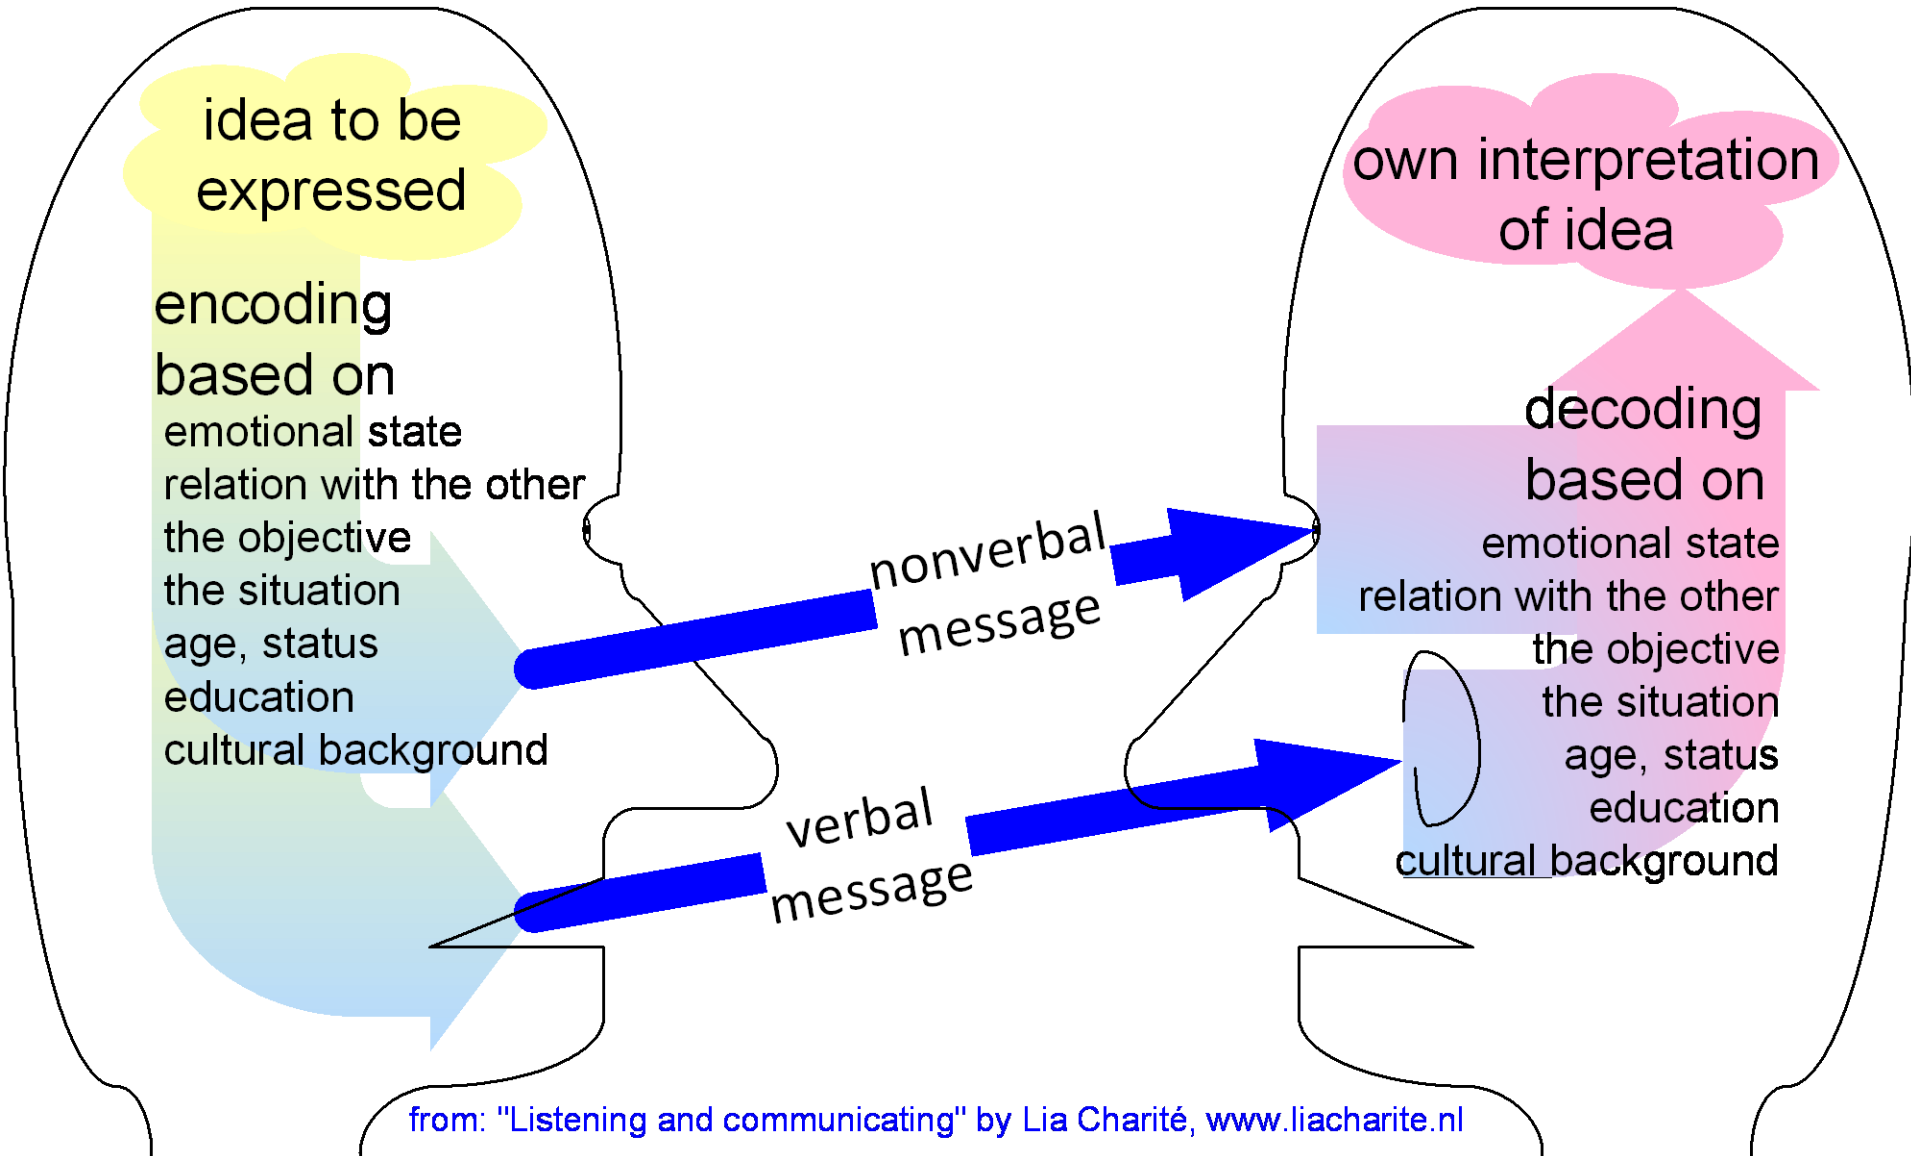 idea to be
expressed
encoding
based on
emotional state
relation with the other
the objective
the situation
age, status
education
cultural background
nonverbal
message
verbal
message
own interpretation
of idea
decoding
based on
emotional state
relation with the other
the objective
the situation
age, status
education
cultural background
from: "Listening and communicating" by Lia Charité, www.liacharite.nl